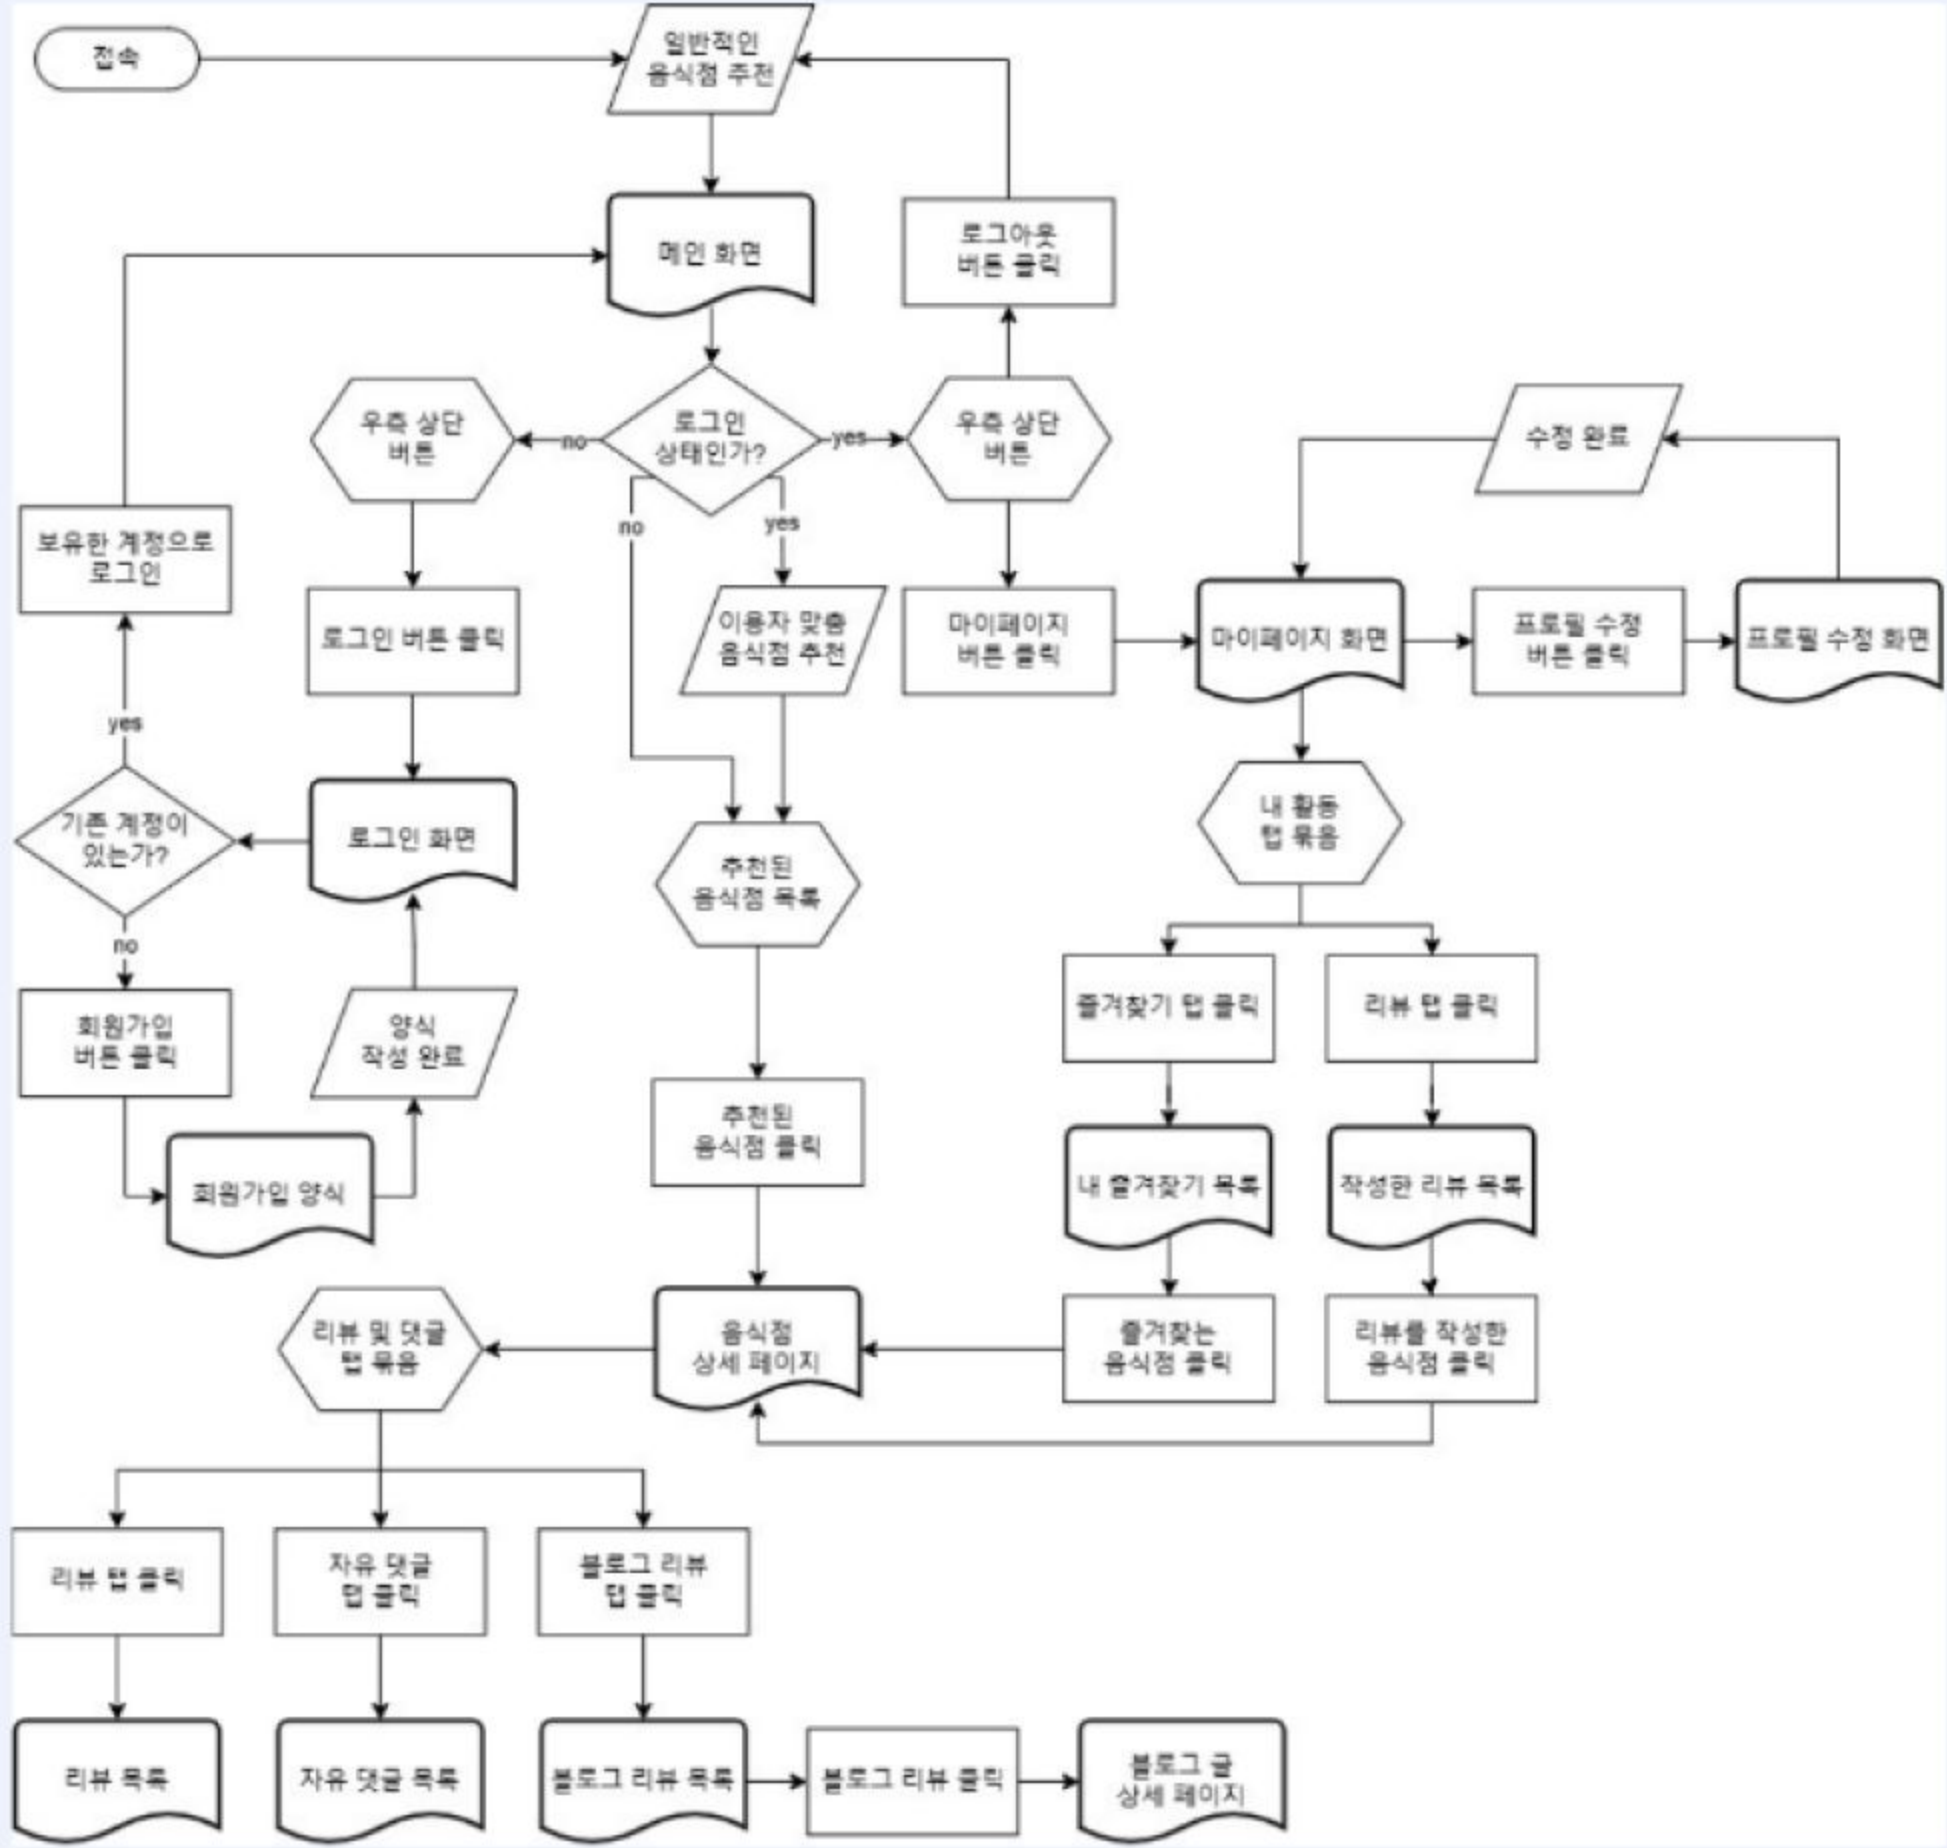 접속
일반적인
음식점 추천
메인 화면
로그아웃
버튼 클릭
우측 상단
버튼
no
로그인
상태인가?
yes
우측 상단
버튼
수정 완료
no
yes
보유한 계정으로
로그인
로그인 버튼 클릭
이용자 맞춤
음식점 추천
마이페이지
버튼 클릭
마이페이지 화면
프로필 수정
버튼 클릭
프로필 수정 화면
yes
기존 계정이
있는가?
로그인 화면
추천된
음식점 목록
내 활동
탭 묶음
no
회원가입
버튼 클릭
양식
작성 완료
즐겨찾기 탭 클릭
리뷰 탭 클릭
추천된
음식점 클릭
회원가입 양식
내 즐겨찾기 목록
작성한 리뷰 목록
리뷰 및 댓글
탭 묶음
음식점
상세 페이지
즐겨찾는
음식점 클릭
리뷰를 작성한
음식점 클릭
리뷰 탭 클릭
자유 댓글
탭 클릭
블로그 리뷰
탭 클릭
리뷰 목록
자유 댓글 목록
블로그 리뷰 목록
블로그 리뷰 클릭
블로그 글
상세 페이지